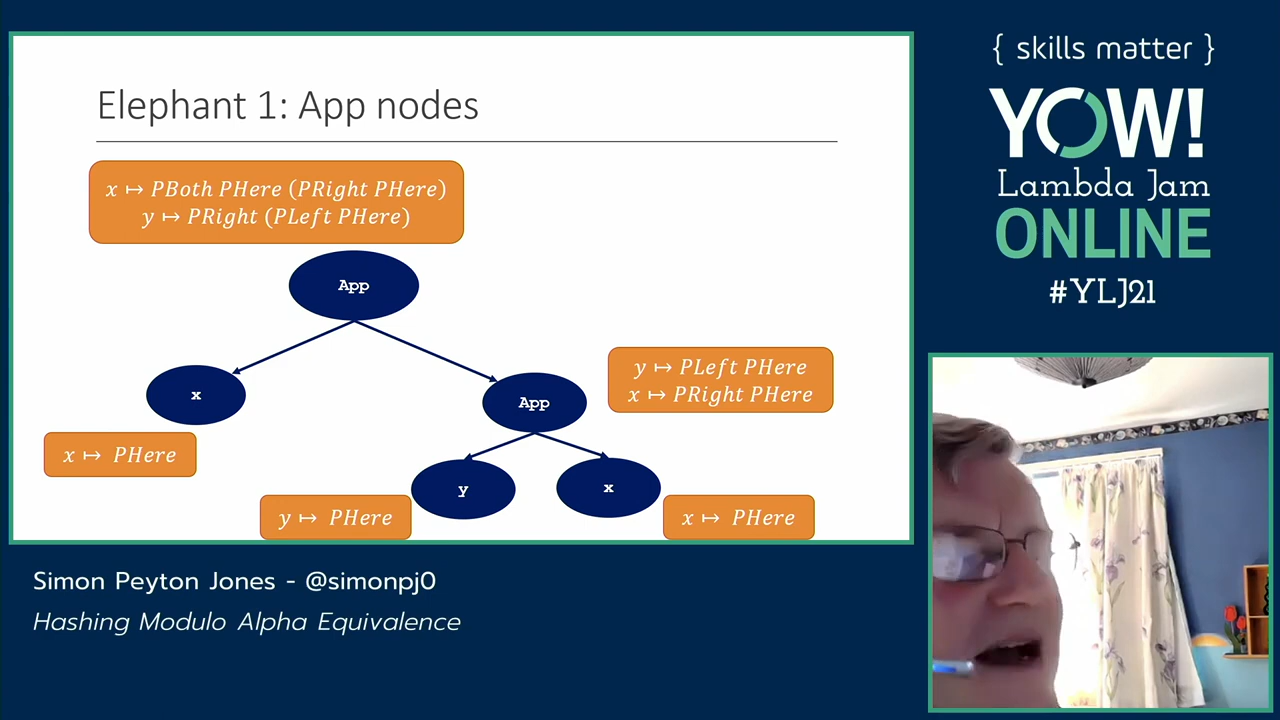 Elephant 1: App nodes
x ↦ PBoth PHere (PRight PHere)
y ↦ PRight (PLeft PHere)
App
x
App
y ↦ PLeft PHere
x ↦ PRight PHere
x ↦ PHere
y
x
y ↦ PHere
x ↦ PHere
Simon Peyton Jones - @simonpj0
Hashing Modulo Alpha Equivalence
{ skills matter }
YOW!
Lambda Jam
ONLINE
#YLJ21